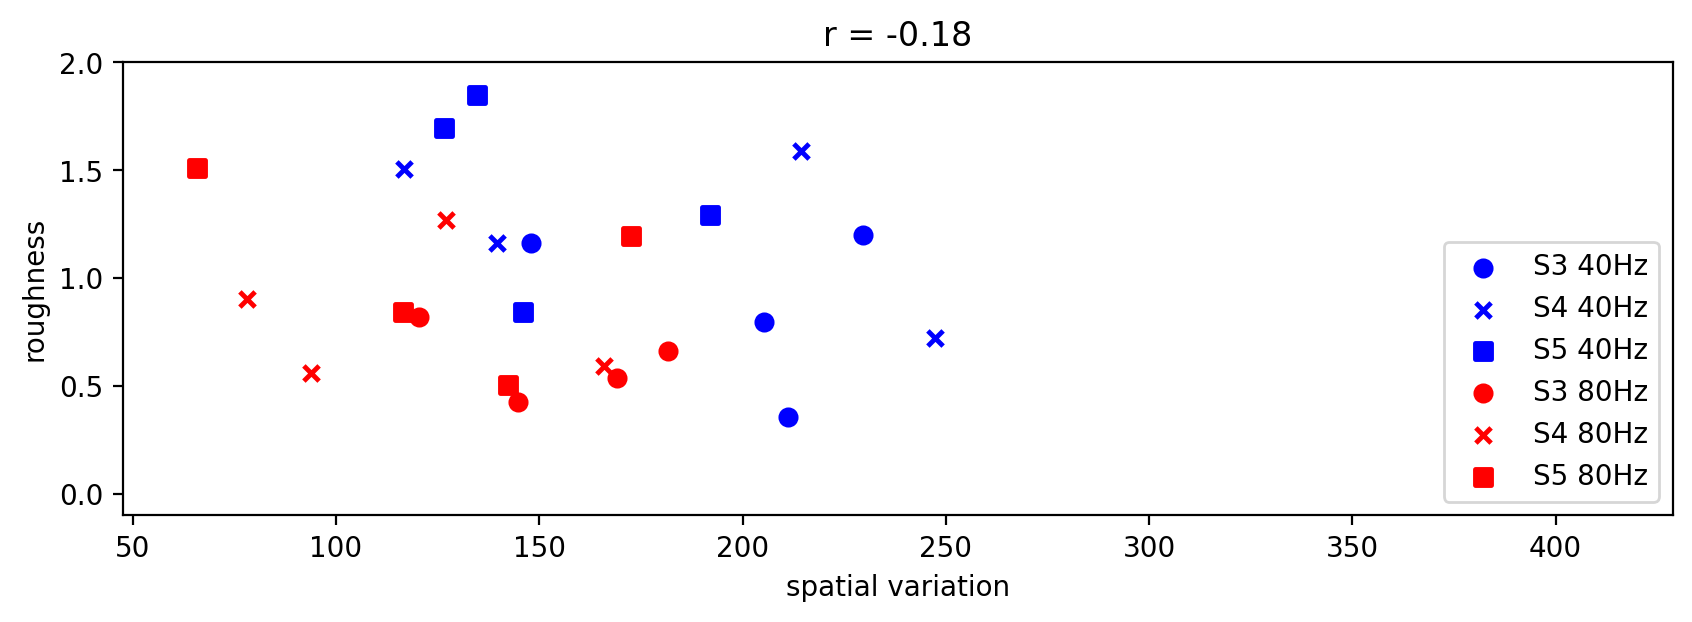 r = -0.18
roughness
2.0
1.5
1.0
0.5
0.0
S3 40Hz
S4 40Hz
S5 40Hz
S3 80Hz
S4 80Hz
S5 80Hz
50 100 150 200 250 300 350 400
spatial variation